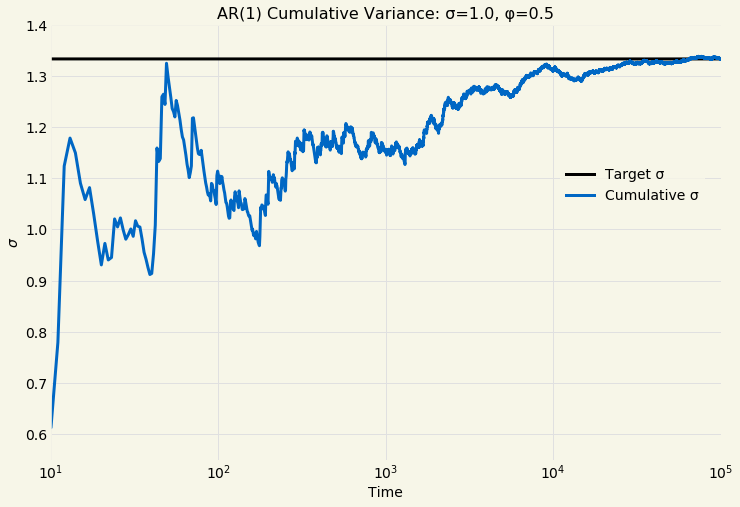 AR(1) Cumulative Variance: σ=1.0, φ=0.5
σ
1.4
1.3
1.2
1.1
1.0
0.9
0.8
0.7
0.6
Target σ
Cumulative σ
10¹
10²
10³
10⁴
10⁵
Time